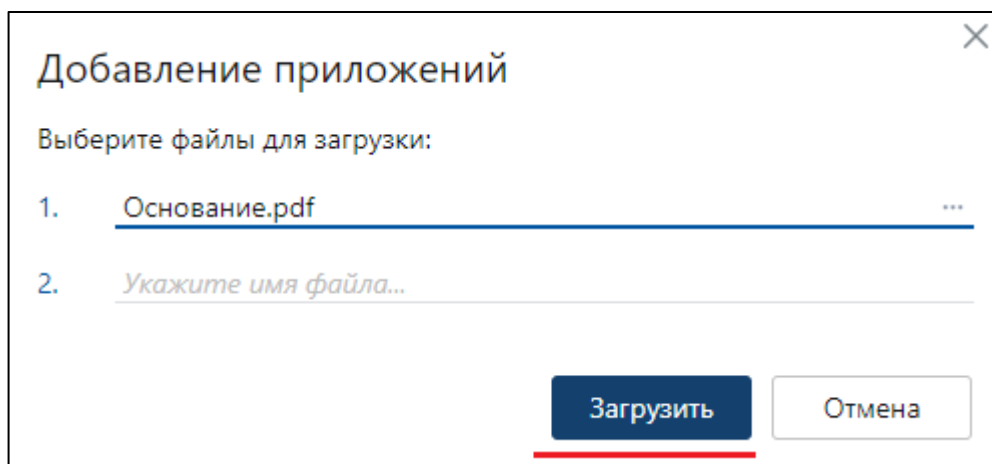 Добавление приложений
Выберите файлы для загрузки:
1. Основание.pdf ...
2. Укажите имя файла...
Загрузить Отмена